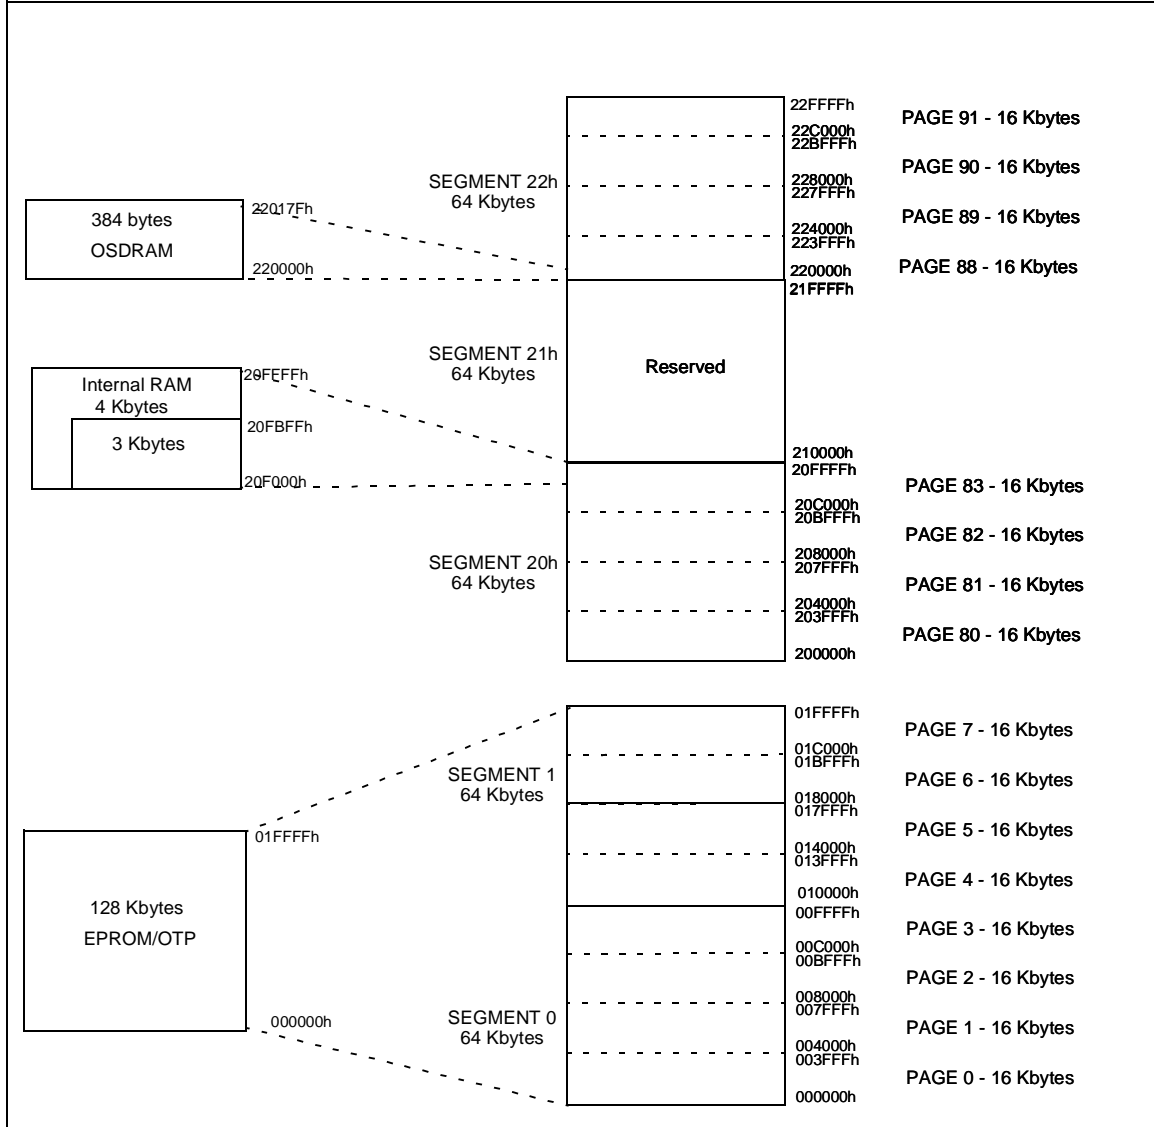 22FFFFh
PAGE 91 - 16 Kbytes
22C000h
22BFFFh
PAGE 90 - 16 Kbytes
SEGMENT 22h
64 Kbytes
228000h
227FFFh
PAGE 89 - 16 Kbytes
224000h
223FFFh
PAGE 88 - 16 Kbytes
220000h
384 bytes
OSDRAM
22017Fh
220000h
21FFFFh
SEGMENT 21h
64 Kbytes
Reserved
Internal RAM
4 Kbytes
3 Kbytes
20FEFFh
20FBFFh
20F000h
210000h
20FFFFh
PAGE 83 - 16 Kbytes
20C000h
20BFFFh
PAGE 82 - 16 Kbytes
SEGMENT 20h
64 Kbytes
208000h
207FFFh
PAGE 81 - 16 Kbytes
204000h
203FFFh
PAGE 80 - 16 Kbytes
200000h
01FFFFh
PAGE 7 - 16 Kbytes
01C000h
01BFFFh
SEGMENT 1
64 Kbytes
PAGE 6 - 16 Kbytes
018000h
017FFFh
PAGE 5 - 16 Kbytes
014000h
013FFFh
PAGE 4 - 16 Kbytes
010000h
01FFFFh
128 Kbytes
EPROM/OTP
000000h
00FFFFh
PAGE 3 - 16 Kbytes
00C000h
00BFFFh
PAGE 2 - 16 Kbytes
008000h
007FFFh
SEGMENT 0
64 Kbytes
PAGE 1 - 16 Kbytes
004000h
003FFFh
PAGE 0 - 16 Kbytes
000000h